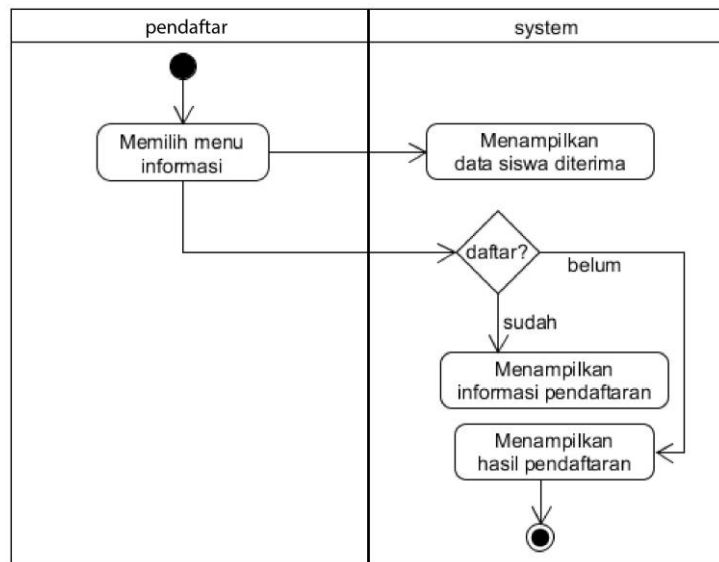 pendaftar
system
Memilih menu
informasi
Menampilkan
data siswa diterima
daftar?
belum
sudah
Menampilkan
informasi pendaftaran
Menampilkan
hasil pendaftaran